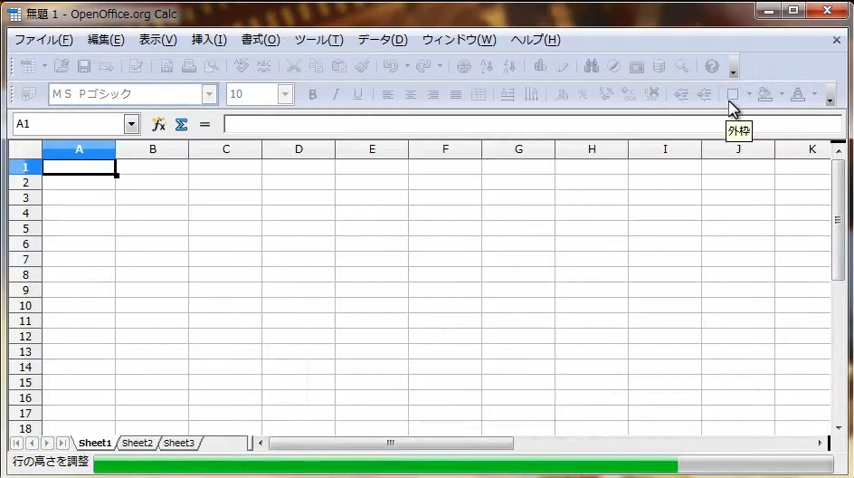 無題 1 - OpenOffice.org Calc
ファイル(F) 編集(E) 表示(V) 挿入(I) 書式(O) ツール(T) データ(D) ウィンドウ(W) ヘルプ(H)
ＭＳ Ｐゴシック 10
A1
外枠
A B C D E F G H I J K
1
2
3
4
5
6
7
8
9
10
11
12
13
14
15
16
17
18
Sheet1 Sheet2 Sheet3
行の高さを調整